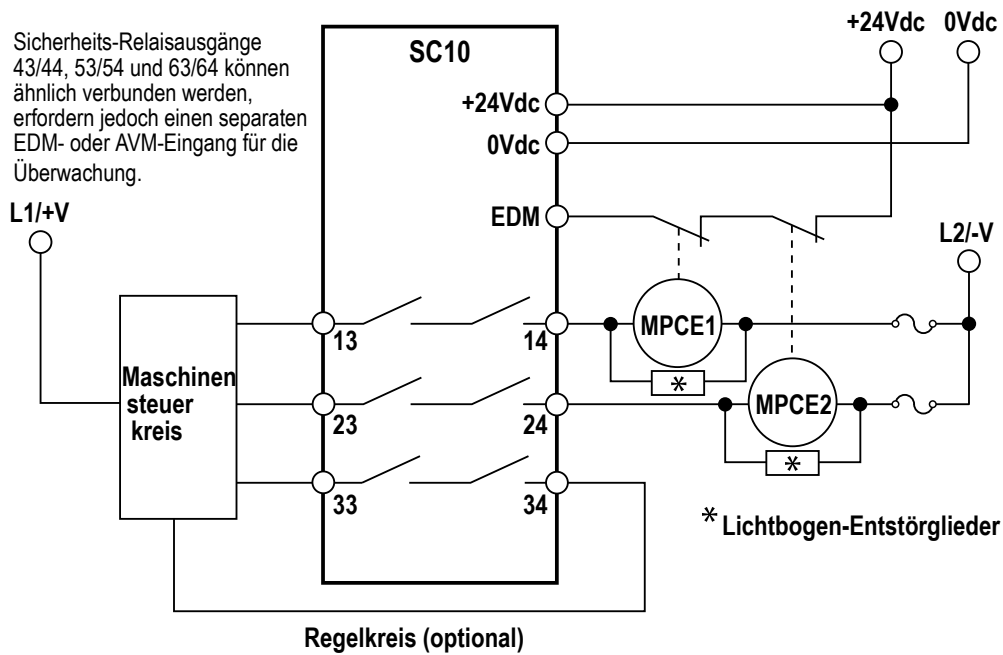 Sicherheits-Relaisausgänge
43/44, 53/54 und 63/64 können
ähnlich verbunden werden,
erfordern jedoch einen separaten
EDM- oder AVM-Eingang für die
Überwachung.
L1/+V
SC10
+24Vdc 0Vdc
+24Vdc
0Vdc
EDM
L2/-V
Maschinen
steuer
kreis
13
14
MPCE1
*
23
24
MPCE2
*
33
34
* Lichtbogen-Entstörglieder
Regelkreis (optional)